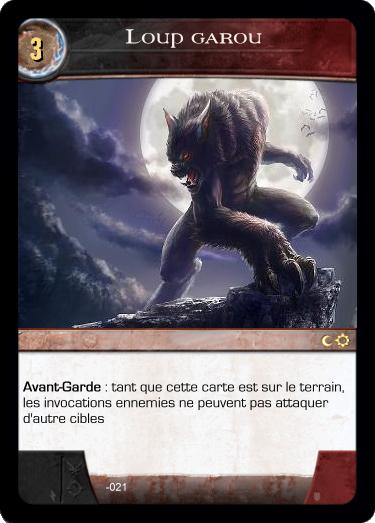 3
Loup garou
Avant-Garde : tant que cette carte est sur le terrain,
les invocations ennemies ne peuvent pas attaquer
d'autre cibles
-021